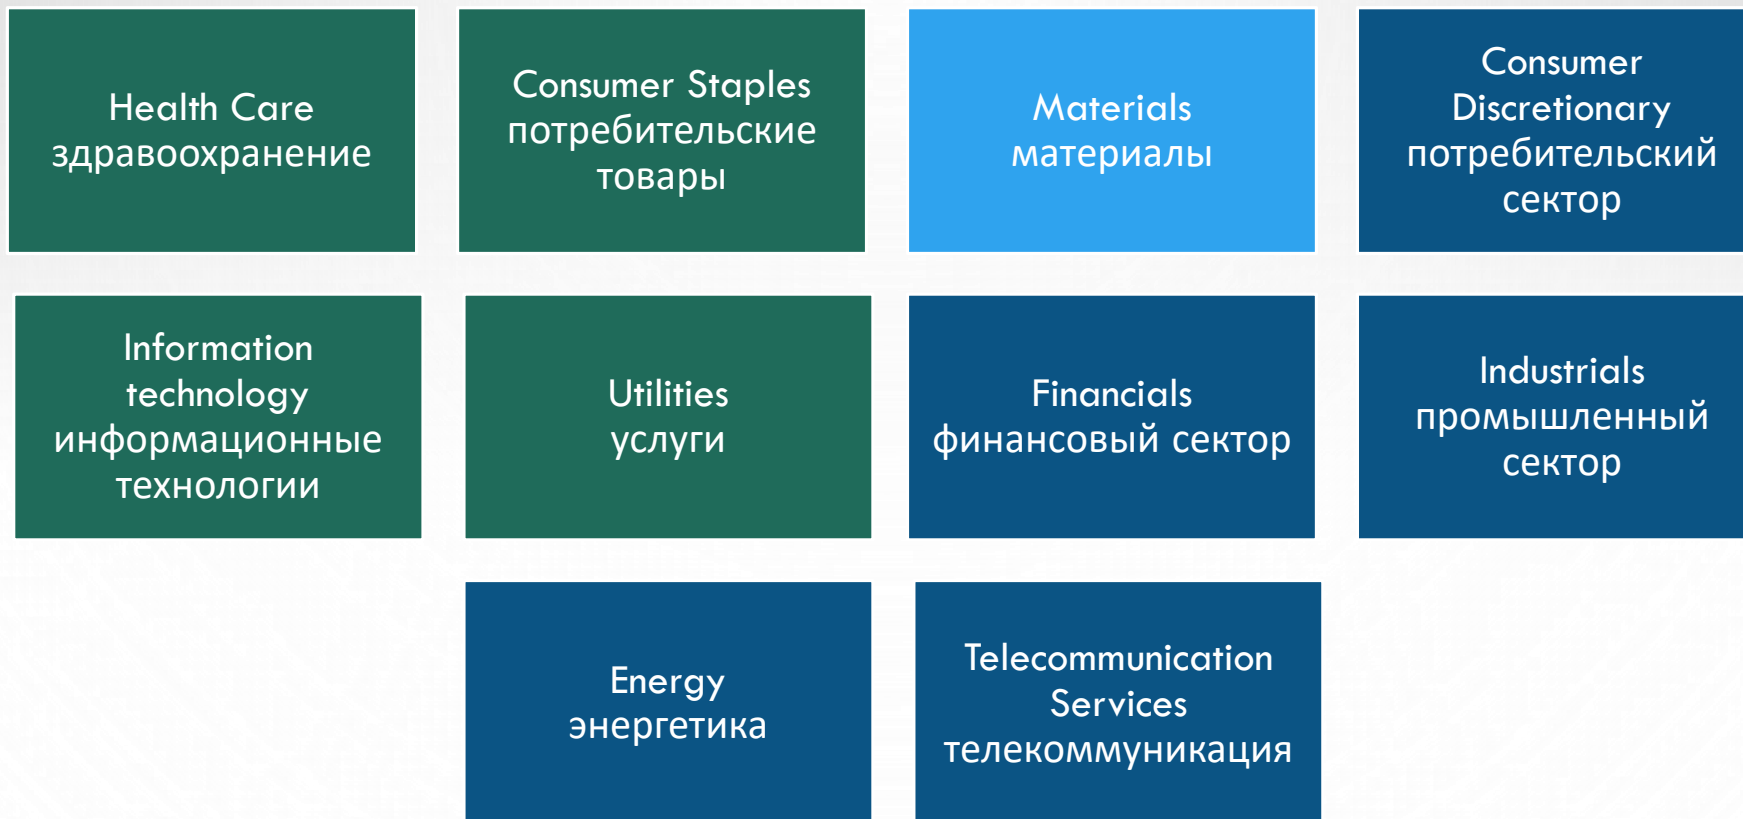 Health Care
здравоохранение
Consumer Staples
потребительские
товары
Materials
материалы
Consumer
Discretionary
потребительский
сектор
Information
technology
информационные
технологии
Utilities
услуги
Financials
финансовый сектор
Industrials
промышленный
сектор
Energy
энергетика
Telecommunication
Services
телекоммуникация